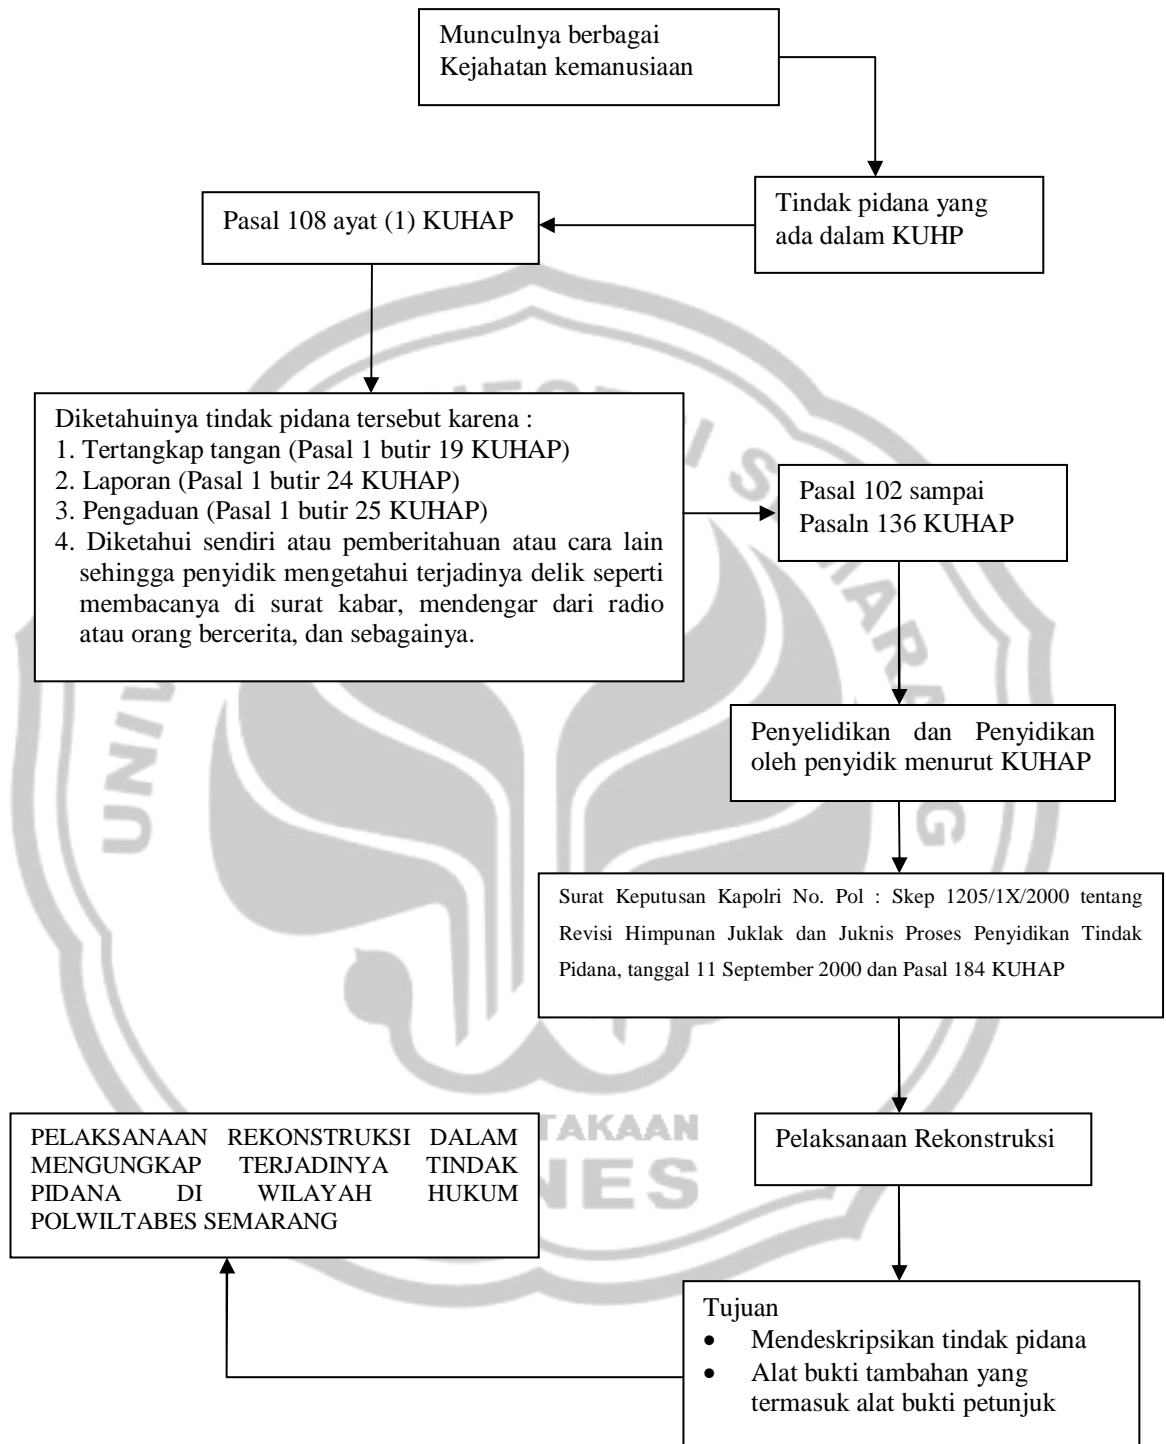 Munculnya berbagai
Kejahatan kemanusiaan
Tindak pidana yang
ada dalam KUHP
Pasal 108 ayat (1) KUHAP
Diketahuinya tindak pidana tersebut karena :
1. Tertangkap tangan (Pasal 1 butir 19 KUHAP)
2. Laporan (Pasal 1 butir 24 KUHAP)
3. Pengaduan (Pasal 1 butir 25 KUHAP)
4. Diketahui sendiri atau pemberitahuan atau cara lain
sehingga penyidik mengetahui terjadinya delik seperti
membacanya di surat kabar, mendengar dari radio
atau orang bercerita, dan sebagainya.
Pasal 102 sampai
Pasaln 136 KUHAP
Penyelidikan dan Penyidikan
oleh penyidik menurut KUHAP
Surat Keputusan Kapolri No. Pol : Skep 1205/1X/2000 tentang
Revisi Himpunan Juklak dan Juknis Proses Penyidikan Tindak
Pidana, tanggal 11 September 2000 dan Pasal 184 KUHAP
Pelaksanaan Rekonstruksi
Tujuan
• Mendeskripsikan tindak pidana
• Alat bukti tambahan yang
termasuk alat bukti petunjuk
PELAKSANAAN REKONSTRUKSI DALAM
MENGUNGKAP TERJADINYA TINDAK
PIDANA DI WILAYAH HUKUM
POLWILTABES SEMARANG